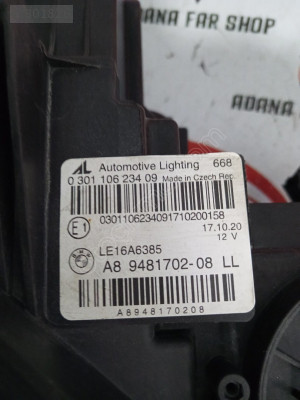 ADANA FAR SHOP
ADANA
AL Automotive Lighting 668
0 301 106 234 09 Made in Czech Rep.
E1
0301106234091710200158
17.10.20
12 V
LE16A6385
A8 9481702-08 LL
A8948170208